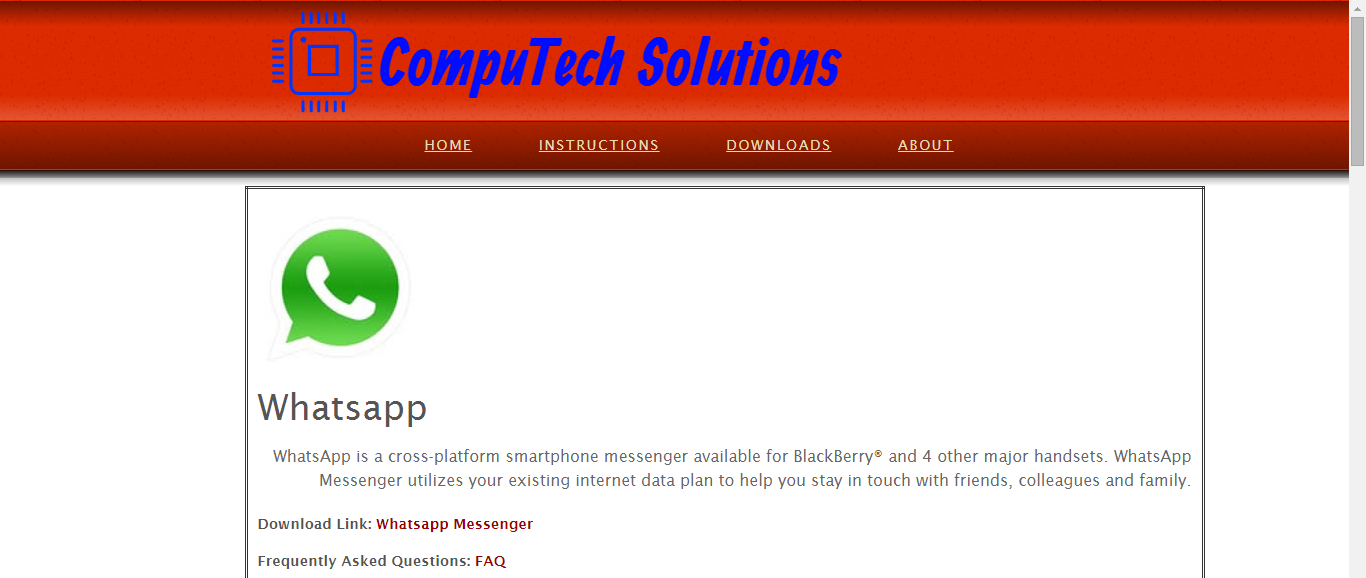 CompuTech Solutions
HOME INSTRUCTIONS DOWNLOADS ABOUT
Whatsapp
WhatsApp is a cross-platform smartphone messenger available for BlackBerry® and 4 other major handsets. WhatsApp
Messenger utilizes your existing internet data plan to help you stay in touch with friends, colleagues and family.
Download Link: Whatsapp Messenger
Frequently Asked Questions: FAQ